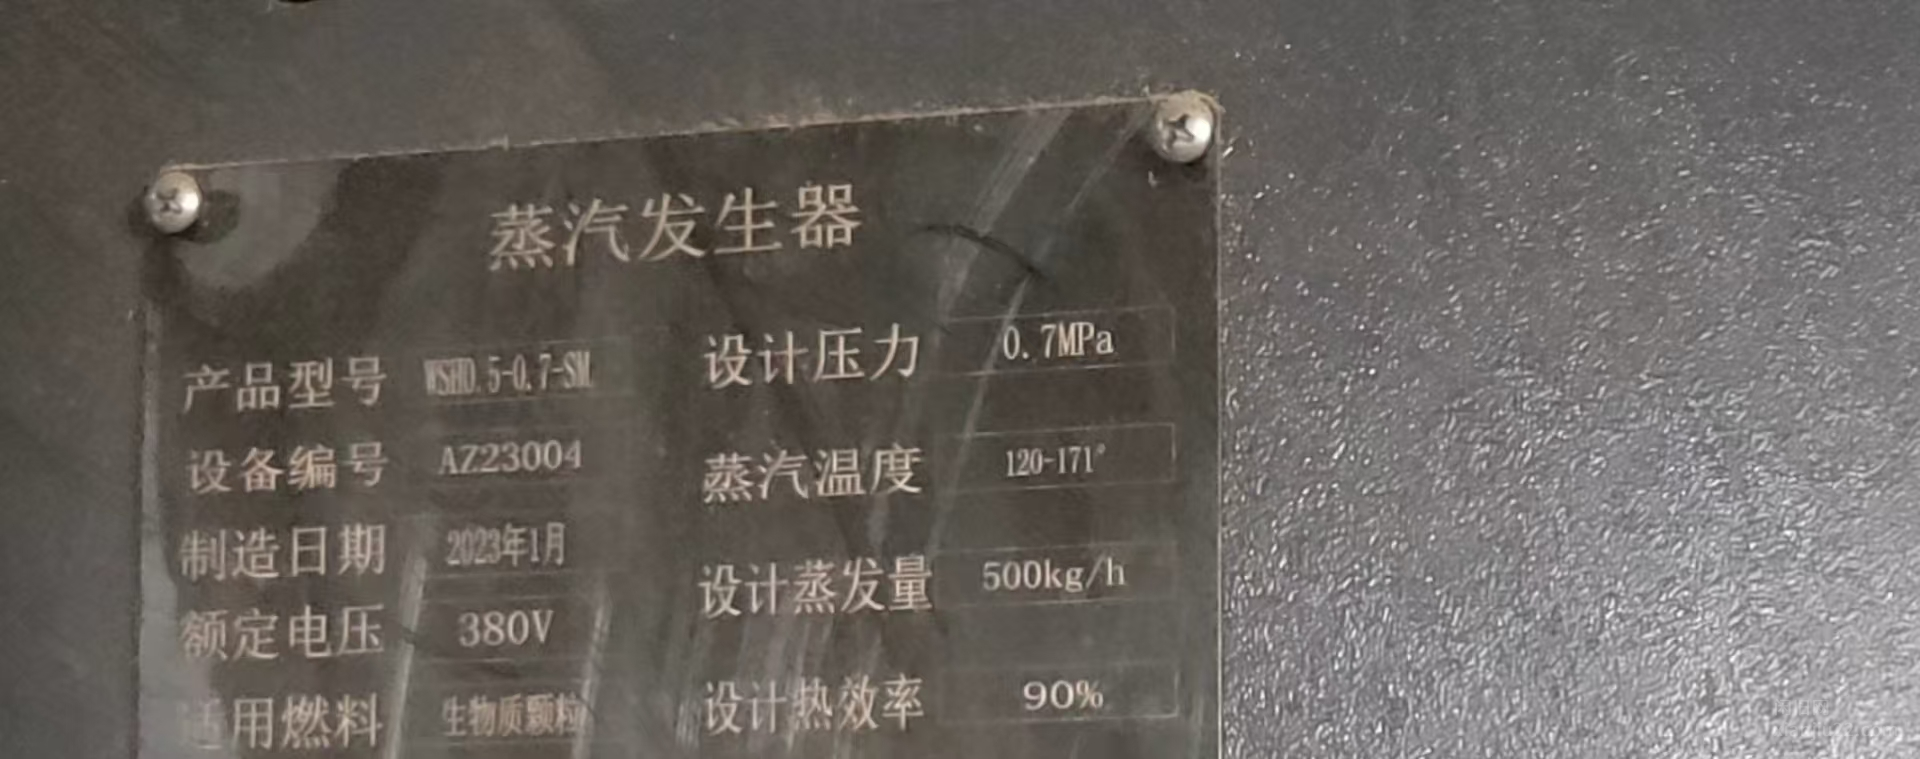 蒸汽发生器
产品型号 WSH0.5-0.7-SM 设计压力 0.7MPa
设备编号 AZ23004 蒸汽温度 120-171°
制造日期 2023年1月 设计蒸发量 500kg/h
额定电压 380V
适用燃料 生物质颗粒 设计热效率 90%